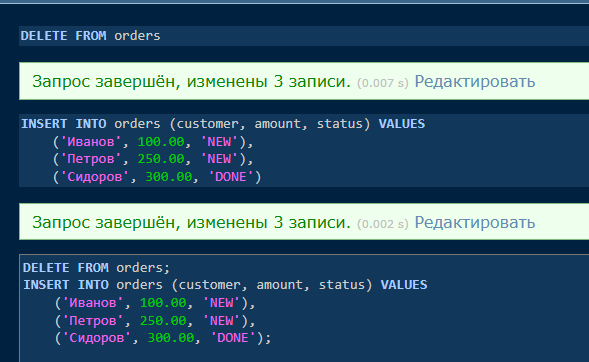 DELETE FROM orders
Запрос завершён, изменены 3 записи. (0.007 s) Редактировать
INSERT INTO orders (customer, amount, status) VALUES
    ('Иванов', 100.00, 'NEW'),
    ('Петров', 250.00, 'NEW'),
    ('Сидоров', 300.00, 'DONE')
Запрос завершён, изменены 3 записи. (0.002 s) Редактировать
DELETE FROM orders;
INSERT INTO orders (customer, amount, status) VALUES
    ('Иванов', 100.00, 'NEW'),
    ('Петров', 250.00, 'NEW'),
    ('Сидоров', 300.00, 'DONE');